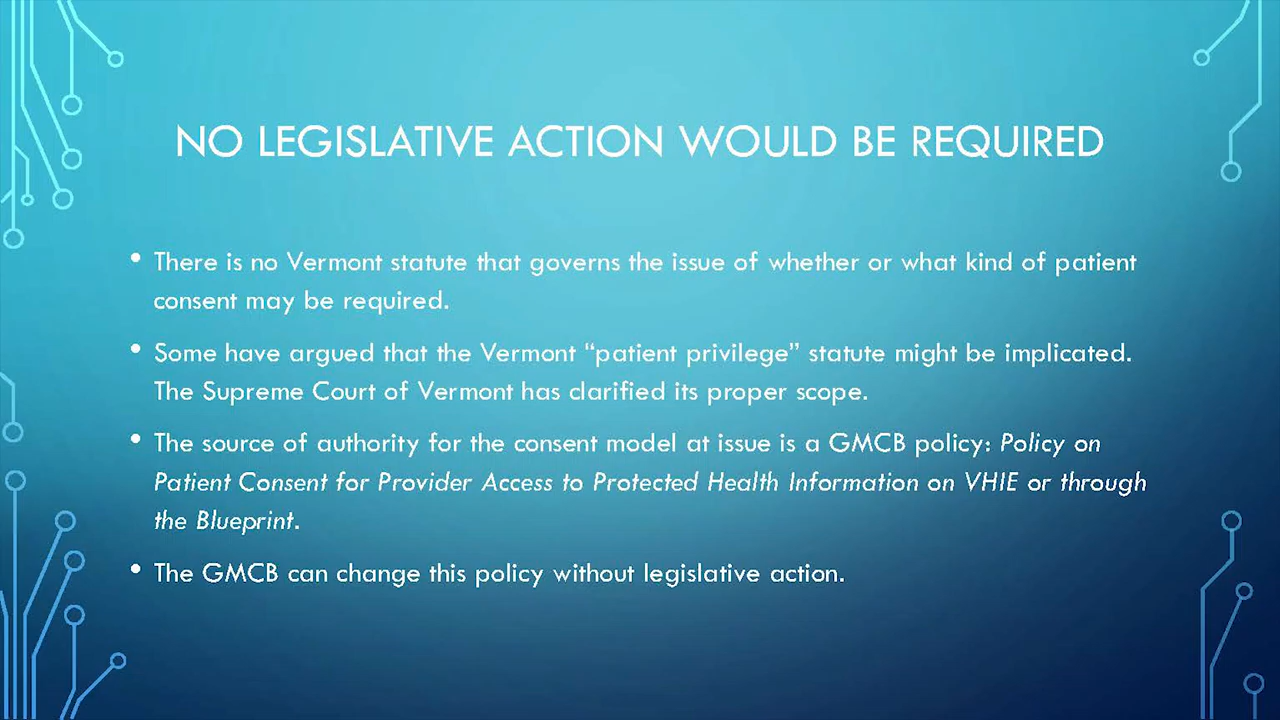 NO LEGISLATIVE ACTION WOULD BE REQUIRED
• There is no Vermont statute that governs the issue of whether or what kind of patient
consent may be required.
• Some have argued that the Vermont “patient privilege” statute might be implicated.
The Supreme Court of Vermont has clarified its proper scope.
• The source of authority for the consent model at issue is a GMCB policy: Policy on
Patient Consent for Provider Access to Protected Health Information on VHIE or through
the Blueprint.
• The GMCB can change this policy without legislative action.